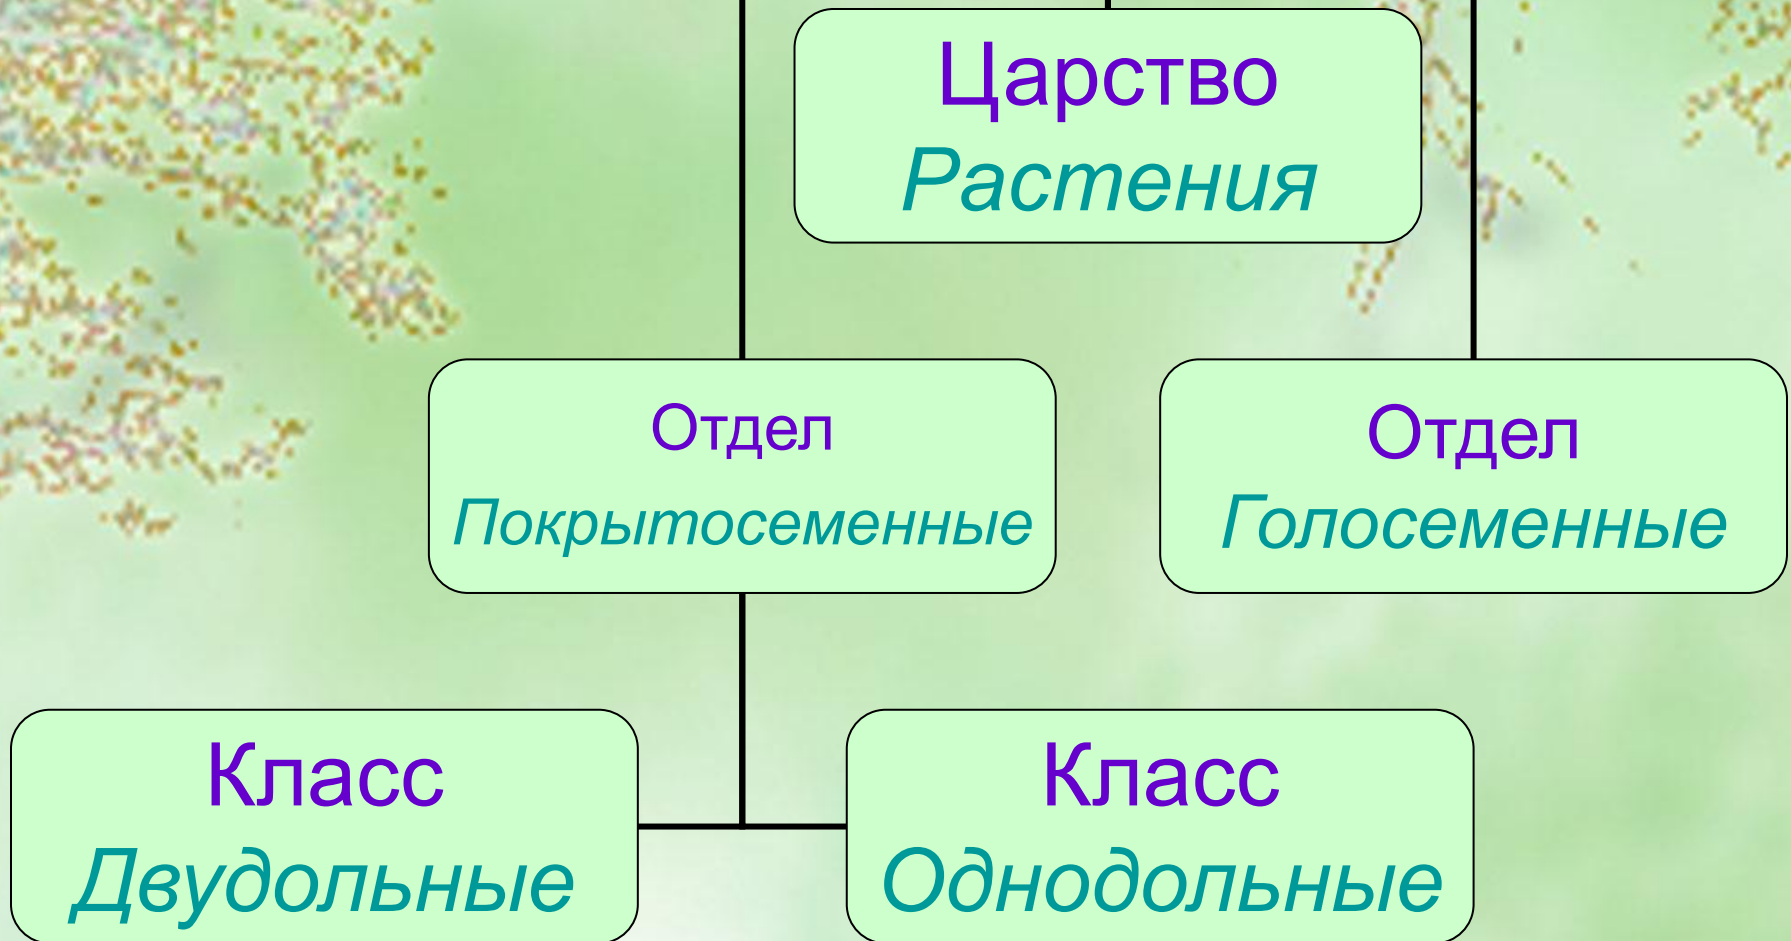 Царство
Растения
Отдел
Покрытосеменные
Отдел
Голосеменные
Класс
Двудольные
Класс
Однодольные